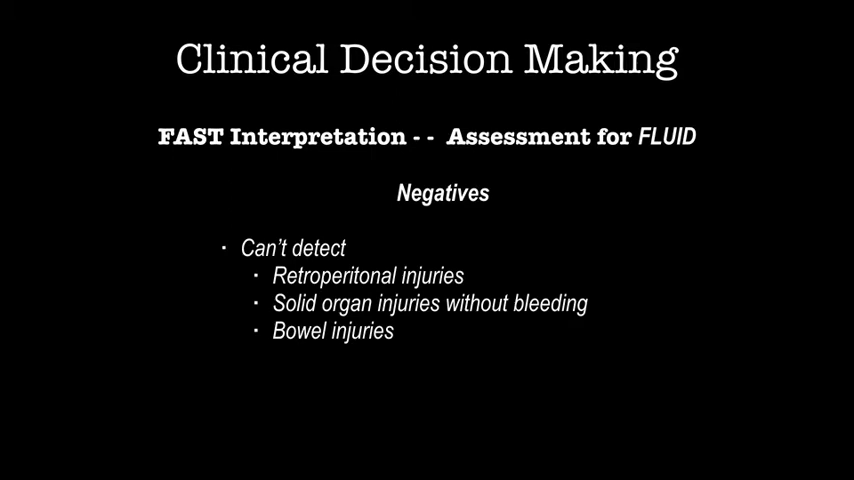 Clinical Decision Making
FAST Interpretation - - Assessment for FLUID
Negatives
· Can't detect
· Retroperitonal injuries
· Solid organ injuries without bleeding
· Bowel injuries